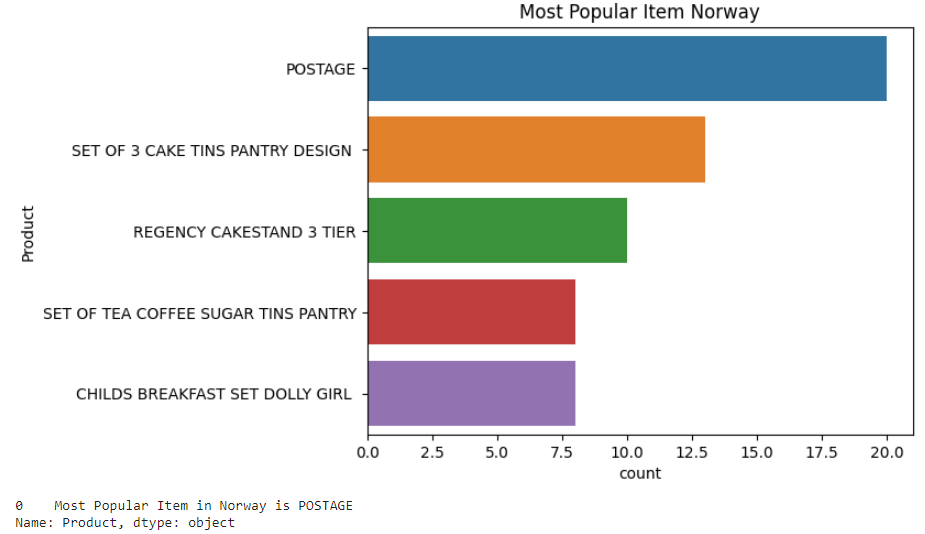 Most Popular Item Norway
POSTAGE
SET OF 3 CAKE TINS PANTRY DESIGN
REGENCY CAKESTAND 3 TIER
SET OF TEA COFFEE SUGAR TINS PANTRY
CHILDS BREAKFAST SET DOLLY GIRL
Product
0.0 2.5 5.0 7.5 10.0 12.5 15.0 17.5 20.0
count
0    Most Popular Item in Norway is POSTAGE
Name: Product, dtype: object